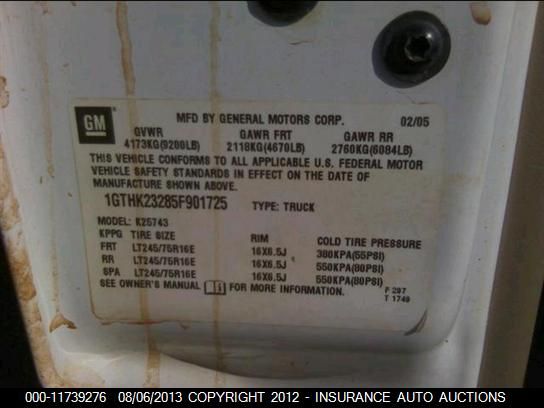 GM
MFD BY GENERAL MOTORS CORP. 02/05
GVWR GAWR FRT GAWR RR
4173KG(9200LB) 2118KG(4670LB) 2760KG(6084LB)
THIS VEHICLE CONFORMS TO ALL APPLICABLE U.S. FEDERAL MOTOR
VEHICLE SAFETY STANDARDS IN EFFECT ON THE DATE OF
MANUFACTURE SHOWN ABOVE.
1GTHK23285F901725 TYPE: TRUCK
MODEL: K25743
KPPG TIRE SIZE RIM COLD TIRE PRESSURE
FRT LT245/75R16E 16X6.5J 380KPA(55PSI)
RR LT245/75R16E 16X6.5J 550KPA(80PSI)
SPA LT245/75R16E 16X6.5J 550KPA(80PSI)
SEE OWNER'S MANUAL FOR MORE INFORMATION.
F 297
T 1749
000-11739276 08/06/2013 COPYRIGHT 2012 - INSURANCE AUTO AUCTIONS